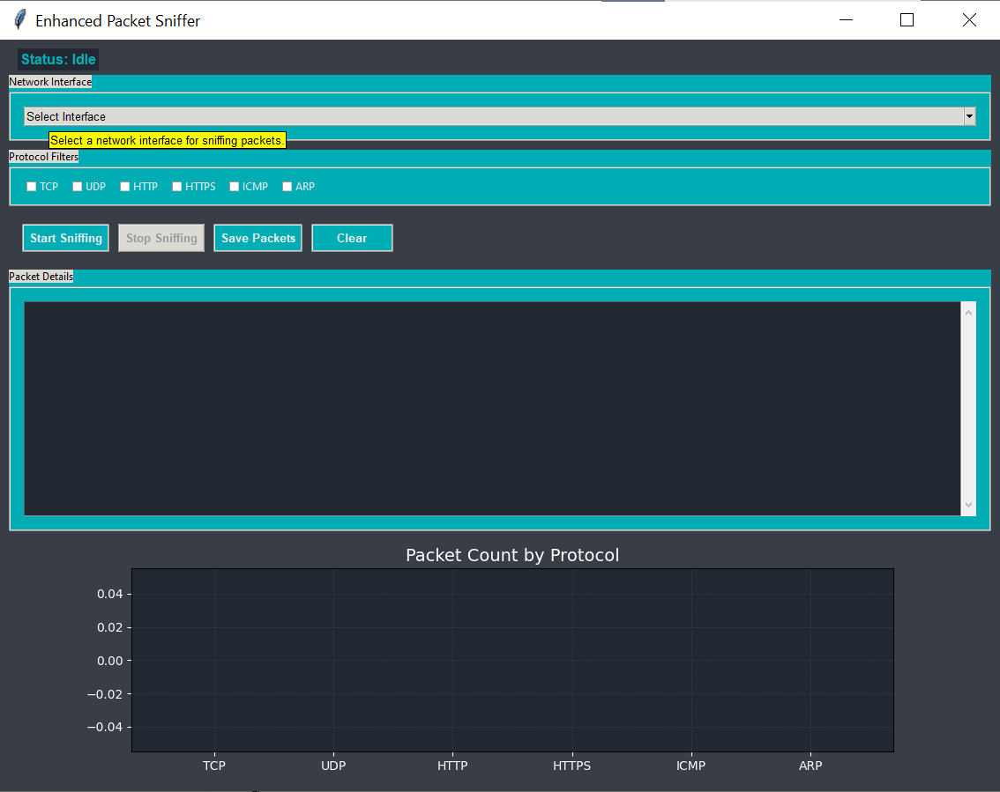 Enhanced Packet Sniffer
Status: Idle
Network Interface
Select Interface
Select a network interface for sniffing packets.
Protocol Filters
TCP UDP HTTP HTTPS ICMP ARP
Start Sniffing Stop Sniffing Save Packets Clear
Packet Details
Packet Count by Protocol
0.04
0.02
0.00
−0.02
−0.04
TCP UDP HTTP HTTPS ICMP ARP